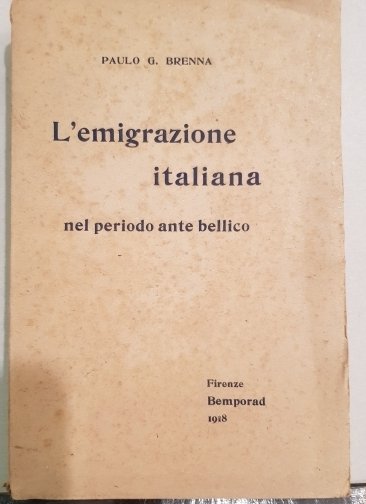 PAULO G. BRENNA
L'emigrazione
italiana
nel periodo ante bellico
Firenze
Bemporad
1918